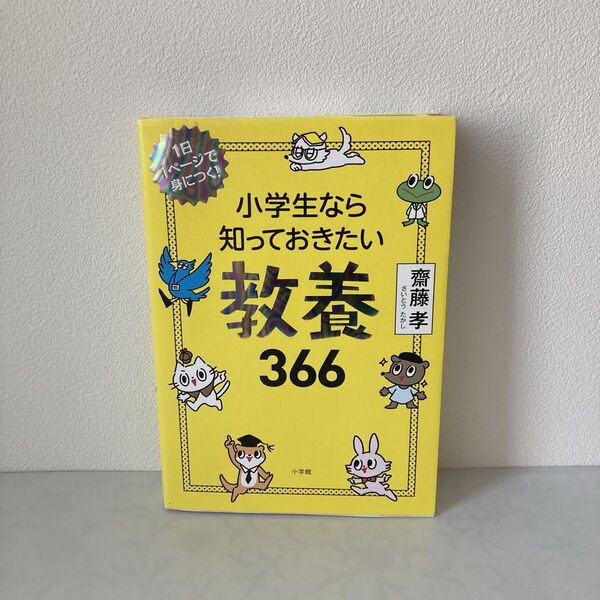 1日
1ページで
身につく!
小学生なら
知っておきたい
教養
366
齋藤孝
さいとう たかし
小学館